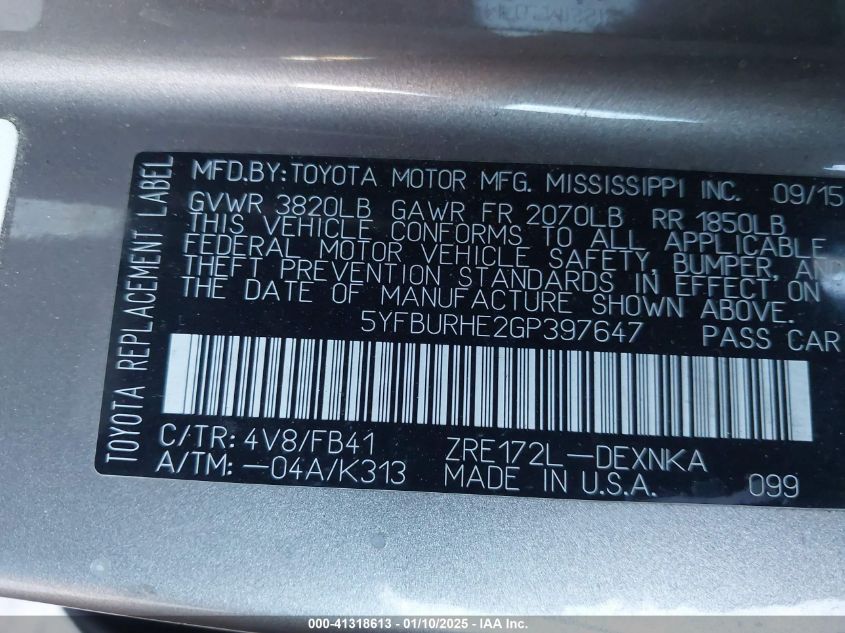 TOYOTA REPLACEMENT LABEL
MFD.BY:TOYOTA MOTOR MFG. MISSISSIPPI INC. 09/15
GVWR 3820LB GAWR FR 2070LB RR 1850LB
THIS VEHICLE CONFORMS TO ALL APPLICABLE
FEDERAL MOTOR VEHICLE SAFETY, BUMPER, AND
THEFT PREVENTION STANDARDS IN EFFECT ON
THE DATE OF MANUFACTURE SHOWN ABOVE.
5YFBURHE2GP397647 PASS CAR
C/TR: 4V8/FB41 ZRE172L-DEXNKA
A/TM: -04A/K313 MADE IN U.S.A. 099
000-41318613 - 01/10/2025 - IAA Inc.